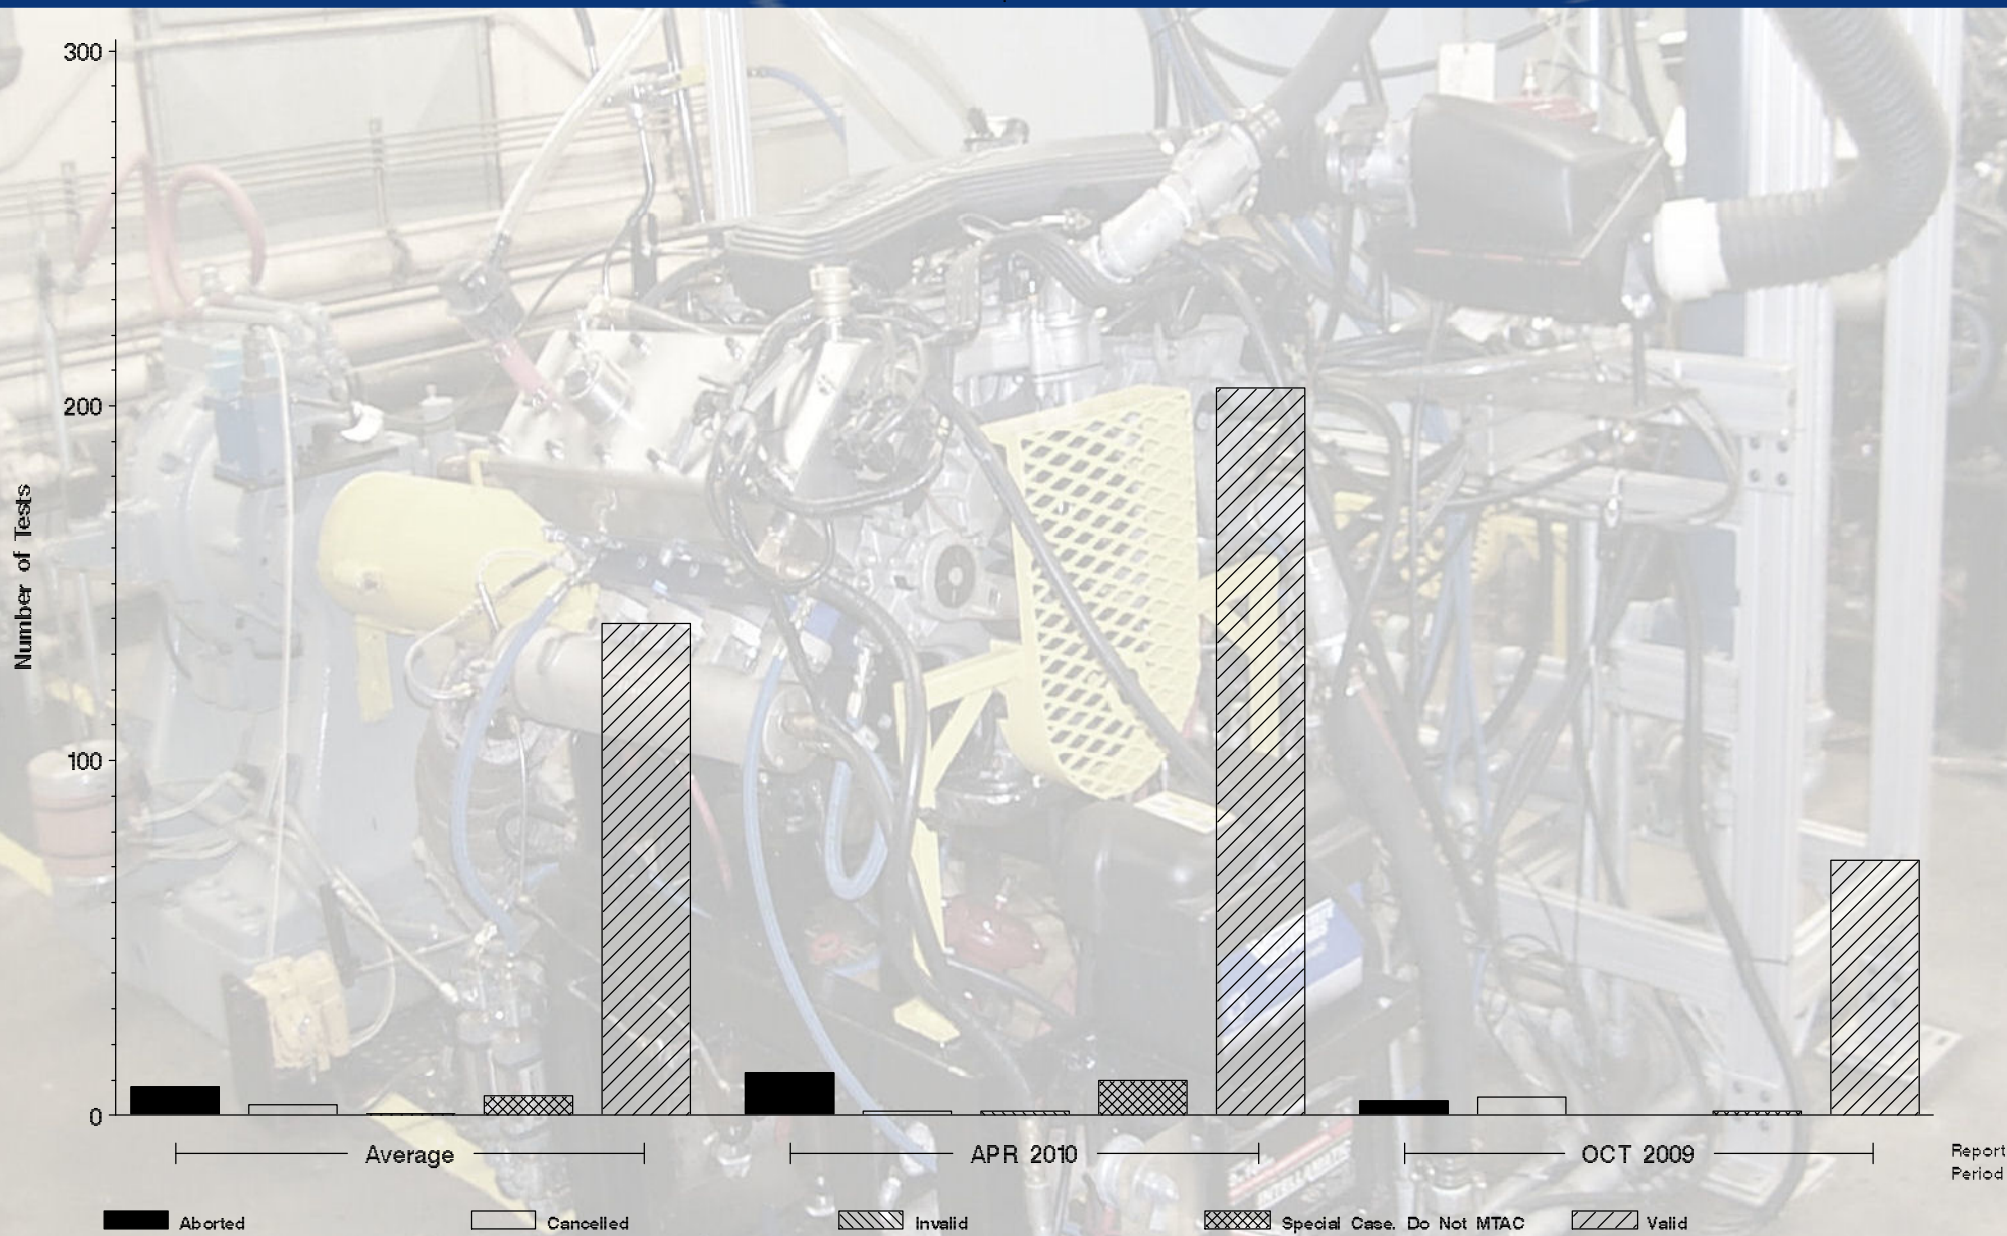 300
200
100
0
Number of Tests
Average
APR 2010
OCT 2009
Report
Period
Aborted
Cancelled
Invalid
Special Case. Do Not MTAC
Valid